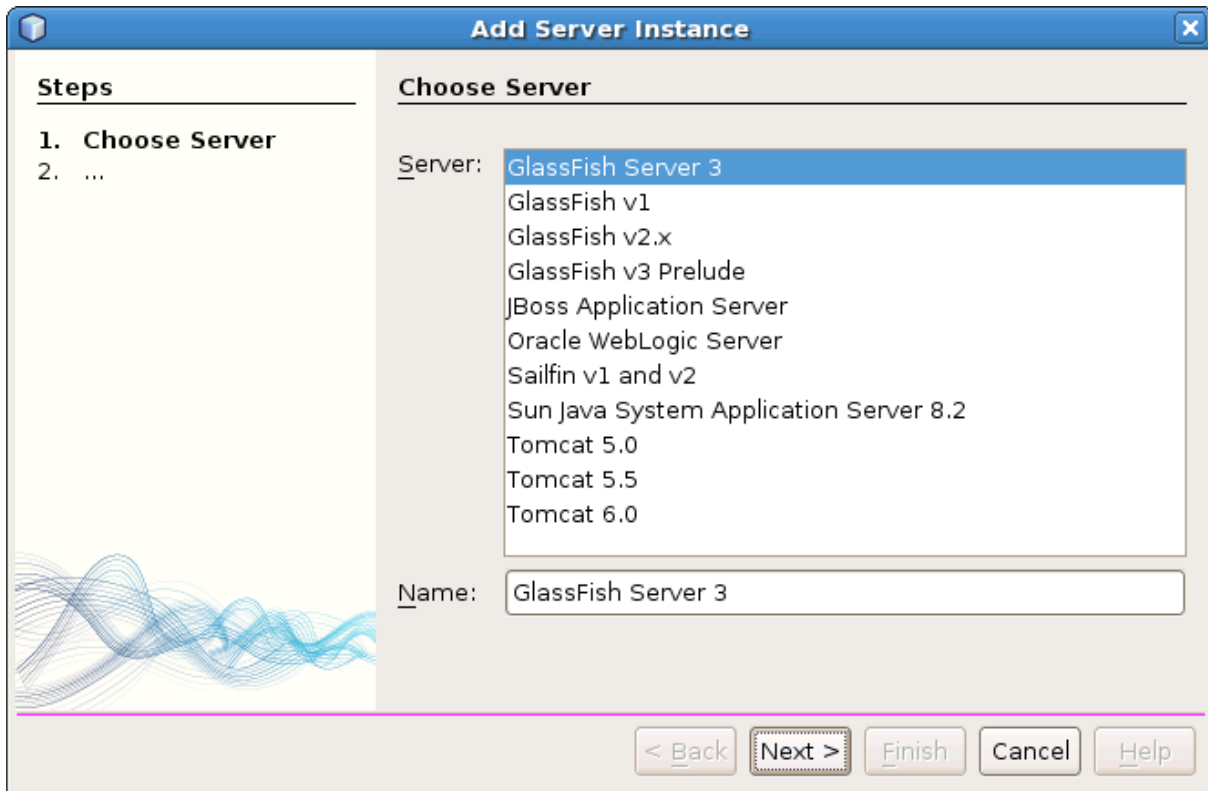 Add Server Instance
Steps
1. Choose Server
2. ...
Choose Server
Server:
GlassFish Server 3
GlassFish v1
GlassFish v2.x
GlassFish v3 Prelude
JBoss Application Server
Oracle WebLogic Server
Sailfin v1 and v2
Sun Java System Application Server 8.2
Tomcat 5.0
Tomcat 5.5
Tomcat 6.0
Name: GlassFish Server 3
< Back Next > Finish Cancel Help